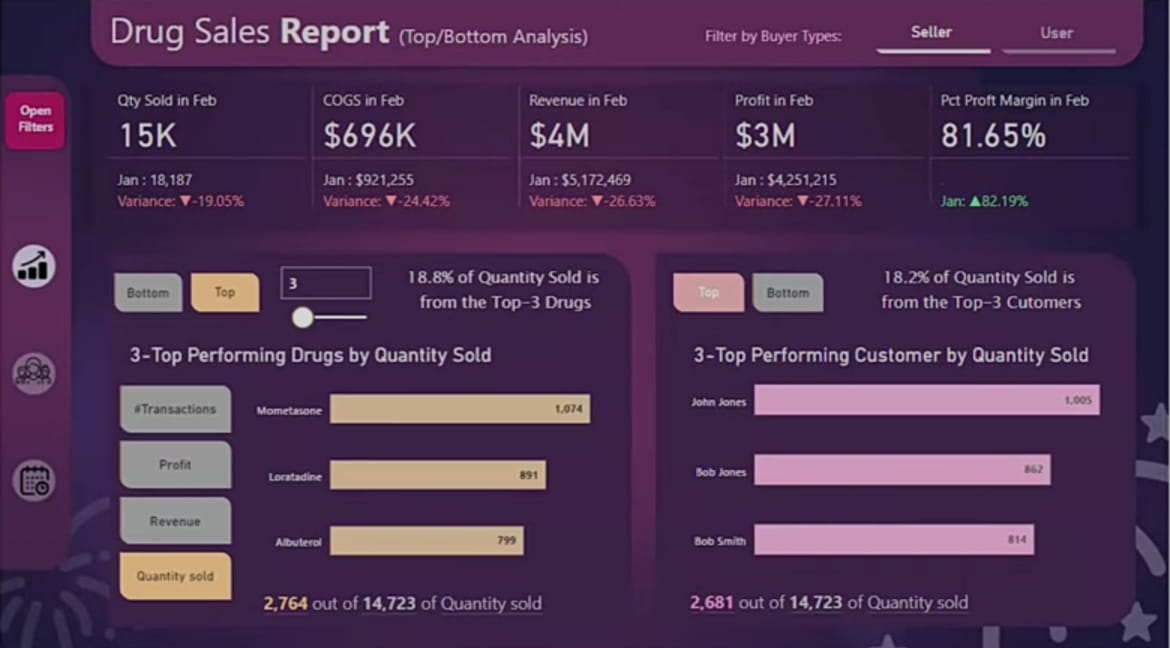 Drug Sales Report (Top/Bottom Analysis)
Filter by Buyer Types:
Seller
User
Open
Filters
Qty Sold in Feb
15K
Jan : 18,187
Variance: ▼-19.05%
COGS in Feb
$696K
Jan : $921,255
Variance: ▼-24.42%
Revenue in Feb
$4M
Jan : $5,172,469
Variance: ▼-26.63%
Profit in Feb
$3M
Jan : $4,251,215
Variance: ▼-27.11%
Pct Proft Margin in Feb
81.65%
Jan: ▲82.19%
Bottom
Top
3
18.8% of Quantity Sold is
from the Top-3 Drugs
3-Top Performing Drugs by Quantity Sold
#Transactions
Profit
Revenue
Quantity sold
Mometasone 1,074
Loratadine 891
Albuterol 799
2,764 out of 14,723 of Quantity sold
Top
Bottom
18.2% of Quantity Sold is
from the Top-3 Cutomers
3-Top Performing Customer by Quantity Sold
John Jones 1,005
Bob Jones 862
Bob Smith 814
2,681 out of 14,723 of Quantity sold